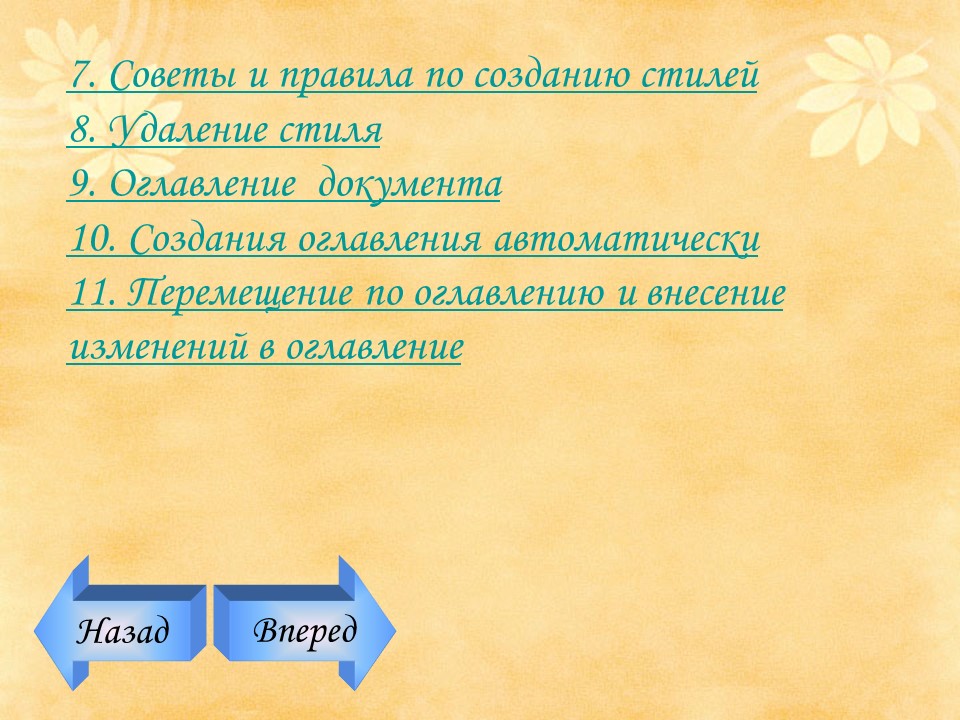 7. Советы и правила по созданию стилей
8. Удаление стиля
9. Оглавление  документа
10. Создания оглавления автоматически
11. Перемещение по оглавлению и внесение
изменений в оглавление
Назад
Вперед